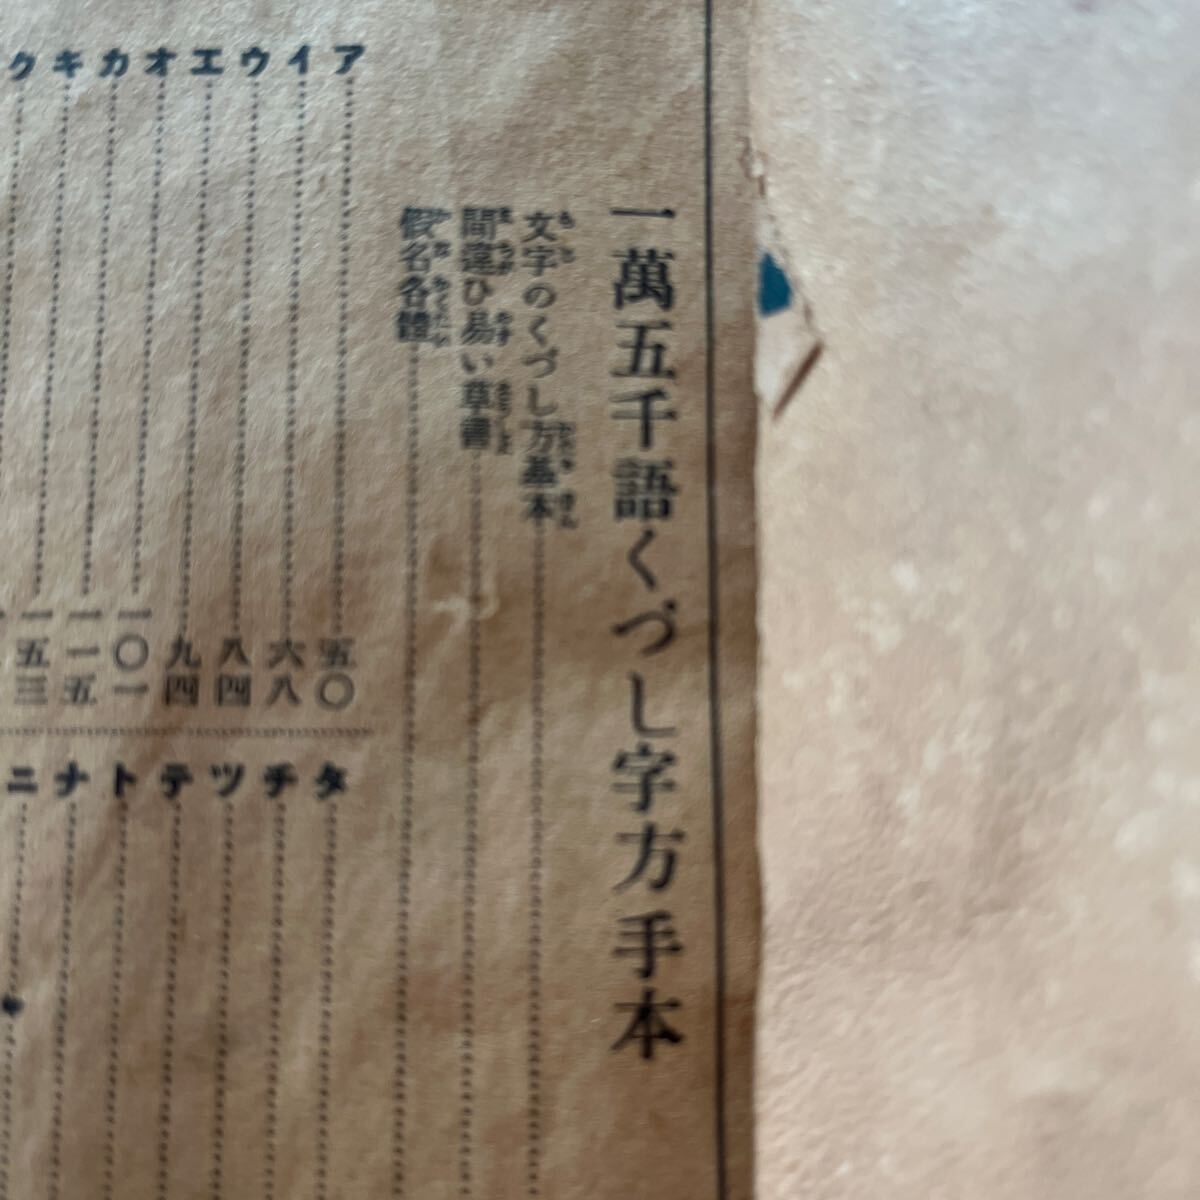 一萬五千語くづし字方手本
文字のくづし方基本
間違ひ易い草書
假名各體
ア 五〇
イ 六八
ウ 八四
エ 九四
オ 一〇一
カ 一一五
キ 一五三
ク
タ
チ
ツ
テ
ト
ナ
ニ